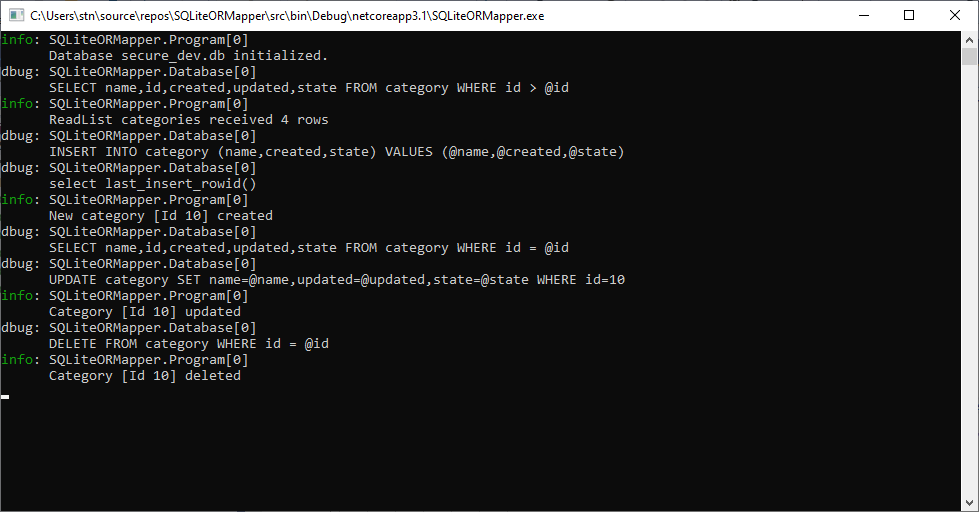 C:\Users\stn\source\repos\SQLiteORMapper\src\bin\Debug\netcoreapp3.1\SQLiteORMapper.exe
info: SQLiteORMapper.Program[0]
      Database secure_dev.db initialized.
dbug: SQLiteORMapper.Database[0]
      SELECT name,id,created,updated,state FROM category WHERE id > @id
info: SQLiteORMapper.Program[0]
      ReadList categories received 4 rows
dbug: SQLiteORMapper.Database[0]
      INSERT INTO category (name,created,state) VALUES (@name,@created,@state)
dbug: SQLiteORMapper.Database[0]
      select last_insert_rowid()
info: SQLiteORMapper.Program[0]
      New category [Id 10] created
dbug: SQLiteORMapper.Database[0]
      SELECT name,id,created,updated,state FROM category WHERE id = @id
dbug: SQLiteORMapper.Database[0]
      UPDATE category SET name=@name,updated=@updated,state=@state WHERE id=10
info: SQLiteORMapper.Program[0]
      Category [Id 10] updated
dbug: SQLiteORMapper.Database[0]
      DELETE FROM category WHERE id = @id
info: SQLiteORMapper.Program[0]
      Category [Id 10] deleted